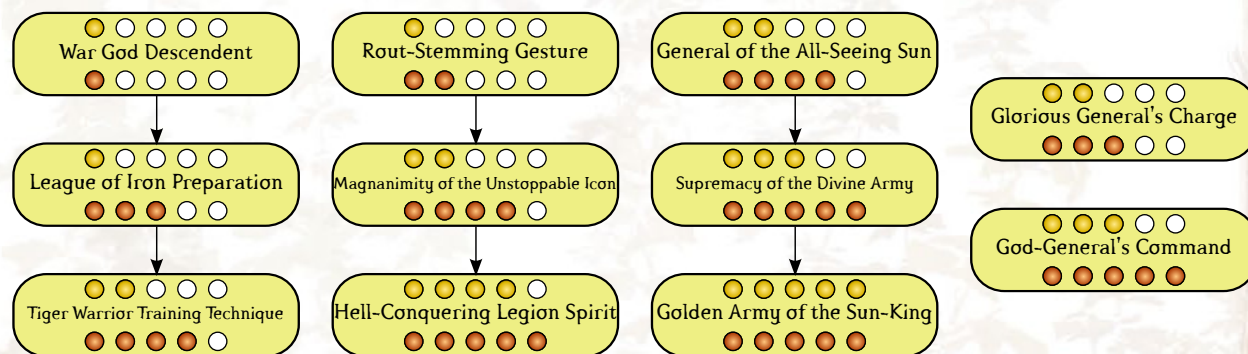 War God Descendent
Rout-Stemming Gesture
General of the All-Seeing Sun
Glorious General's Charge
League of Iron Preparation
Magnanimity of the Unstoppable Icon
Supremacy of the Divine Army
God-General's Command
Tiger Warrior Training Technique
Hell-Conquering Legion Spirit
Golden Army of the Sun-King